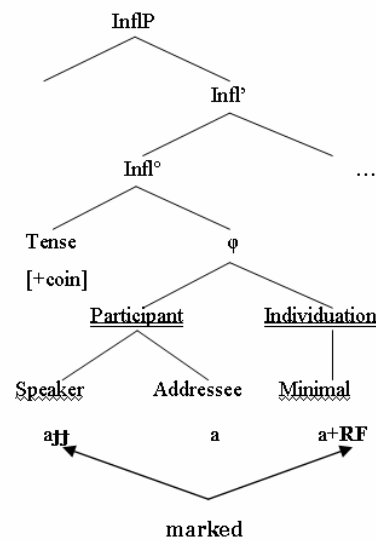 InflP
Infl’
Infl° …
Tense φ
[+coin]
Participant Individuation
Speaker Addressee Minimal
aɟɟ a a+RF
marked